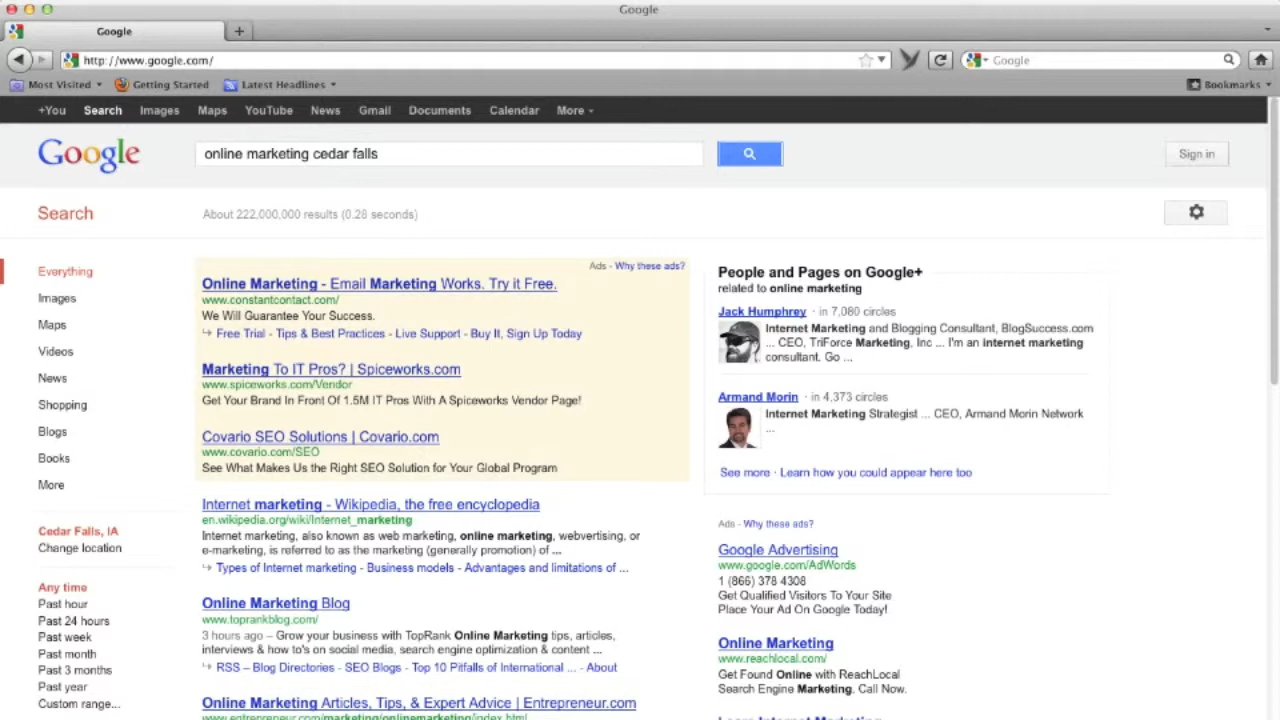 Google
Google
http://www.google.com/
Google
Most Visited
Getting Started
Latest Headlines
Bookmarks
+You Search Images Maps YouTube News Gmail Documents Calendar More
Google
online marketing cedar falls
Sign in
Search
About 222,000,000 results (0.28 seconds)
Everything
Images
Maps
Videos
News
Shopping
Blogs
Books
More
Cedar Falls, IA
Change location
Any time
Past hour
Past 24 hours
Past week
Past month
Past 3 months
Past year
Custom range...
Ads - Why these ads?
Online Marketing - Email Marketing Works. Try it Free.
www.constantcontact.com/
We Will Guarantee Your Success.
Free Trial - Tips & Best Practices - Live Support - Buy It, Sign Up Today
Marketing To IT Pros? | Spiceworks.com
www.spiceworks.com/Vendor
Get Your Brand In Front Of 1.5M IT Pros With A Spiceworks Vendor Page!
Covario SEO Solutions | Covario.com
www.covario.com/SEO
See What Makes Us the Right SEO Solution for Your Global Program
Internet marketing - Wikipedia, the free encyclopedia
en.wikipedia.org/wiki/Internet_marketing
Internet marketing, also known as web marketing, online marketing, webvertising, or
e-marketing, is referred to as the marketing (generally promotion) of ...
Types of Internet marketing - Business models - Advantages and limitations of ...
Online Marketing Blog
www.toprankblog.com/
3 hours ago – Grow your business with TopRank Online Marketing tips, articles,
interviews & how to's on social media, search engine optimization & content ...
RSS – Blog Directories - SEO Blogs - Top 10 Pitfalls of International ... - About
Online Marketing Articles, Tips, & Expert Advice | Entrepreneur.com
www.entrepreneur.com/marketing/onlinemarketing/index.html
People and Pages on Google+
related to online marketing
Jack Humphrey · in 7,080 circles
Internet Marketing and Blogging Consultant, BlogSuccess.com
... CEO, TriForce Marketing, Inc ... I'm an internet marketing
consultant. Go ...
Armand Morin · in 4,373 circles
Internet Marketing Strategist ... CEO, Armand Morin Network
...
See more · Learn how you could appear here too
Ads - Why these ads?
Google Advertising
www.google.com/AdWords
1 (866) 378 4308
Get Qualified Visitors To Your Site
Place Your Ad On Google Today!
Online Marketing
www.reachlocal.com/
Get Found Online with ReachLocal
Search Engine Marketing. Call Now.
Learn Internet Marketing